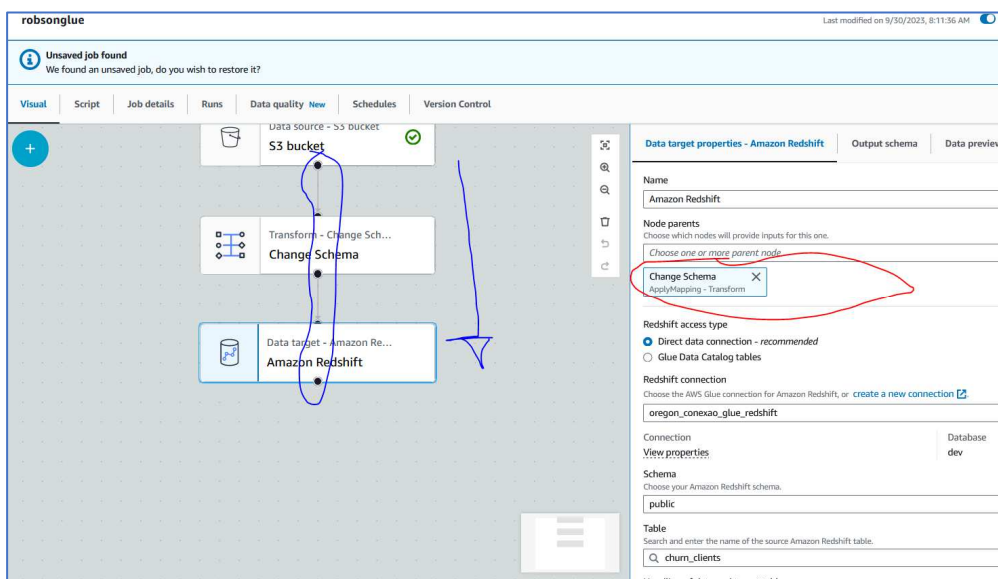 robsonglue
Last modified on 9/30/2023, 8:11:36 AM
Unsaved job found
We found an unsaved job, do you wish to restore it?
Visual Script Job details Runs Data quality New Schedules Version Control
Data source - S3 bucket
S3 bucket
Transform - Change Sch...
Change Schema
Data target - Amazon Re...
Amazon Redshift
Data target properties - Amazon Redshift Output schema Data preview
Name
Amazon Redshift
Node parents
Choose which nodes will provide inputs for this one.
Choose one or more parent node
Change Schema
ApplyMapping - Transform
Redshift access type
Direct data connection - recommended
Glue Data Catalog tables
Redshift connection
Choose the AWS Glue connection for Amazon Redshift, or create a new connection.
oregon_conexao_glue_redshift
Connection Database
View properties dev
Schema
Choose your Amazon Redshift schema.
public
Table
Search and enter the name of the source Amazon Redshift table.
churn_clients